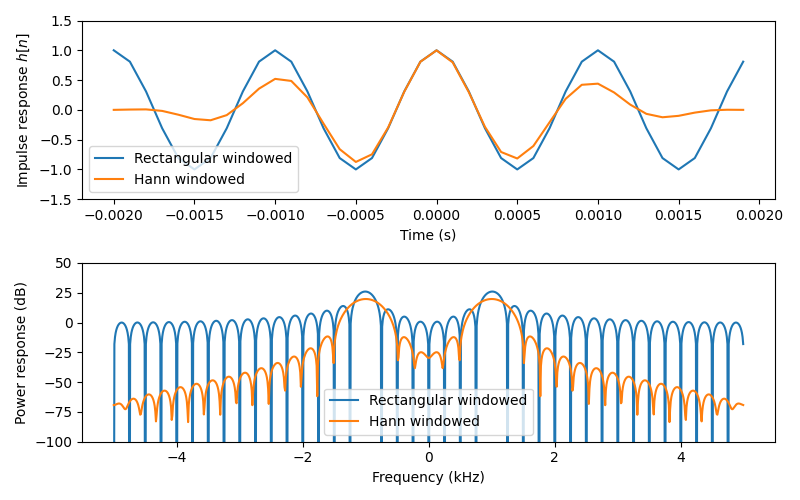 1.5
1.0
0.5
0.0
−0.5
−1.0
−1.5
Impulse response h[n]
Rectangular windowed
Hann windowed
−0.0020 −0.0015 −0.0010 −0.0005 0.0000 0.0005 0.0010 0.0015 0.0020
Time (s)
50
25
0
−25
−50
−75
−100
Power response (dB)
Rectangular windowed
Hann windowed
−4 −2 0 2 4
Frequency (kHz)